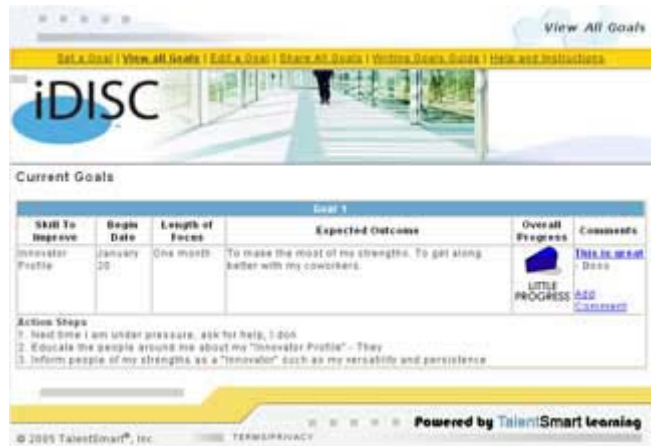 View All Goals
Set a Goal | View all Goals | Edit a Goal | Share All Goals | Writing Goals Guide | Help and Instructions
iDISC
Current Goals
Goal 1
Skill To Improve Begin Date Length of Focus Expected Outcome Overall Progress Comments
Innovator Profile January 20 One month To make the most of my strengths. To get along better with my coworkers. LITTLE PROGRESS This is great - Boss Add Comment
Action Steps
1. Next time I am under pressure, ask for help, I don
2. Educate the people around me about my "Innovator Profile" - They
3. Inform people of my strengths as a "Innovator" such as my versatility and persistence
Powered by TalentSmart learning
© 2005 TalentSmart®, Inc. TERMS/PRIVACY